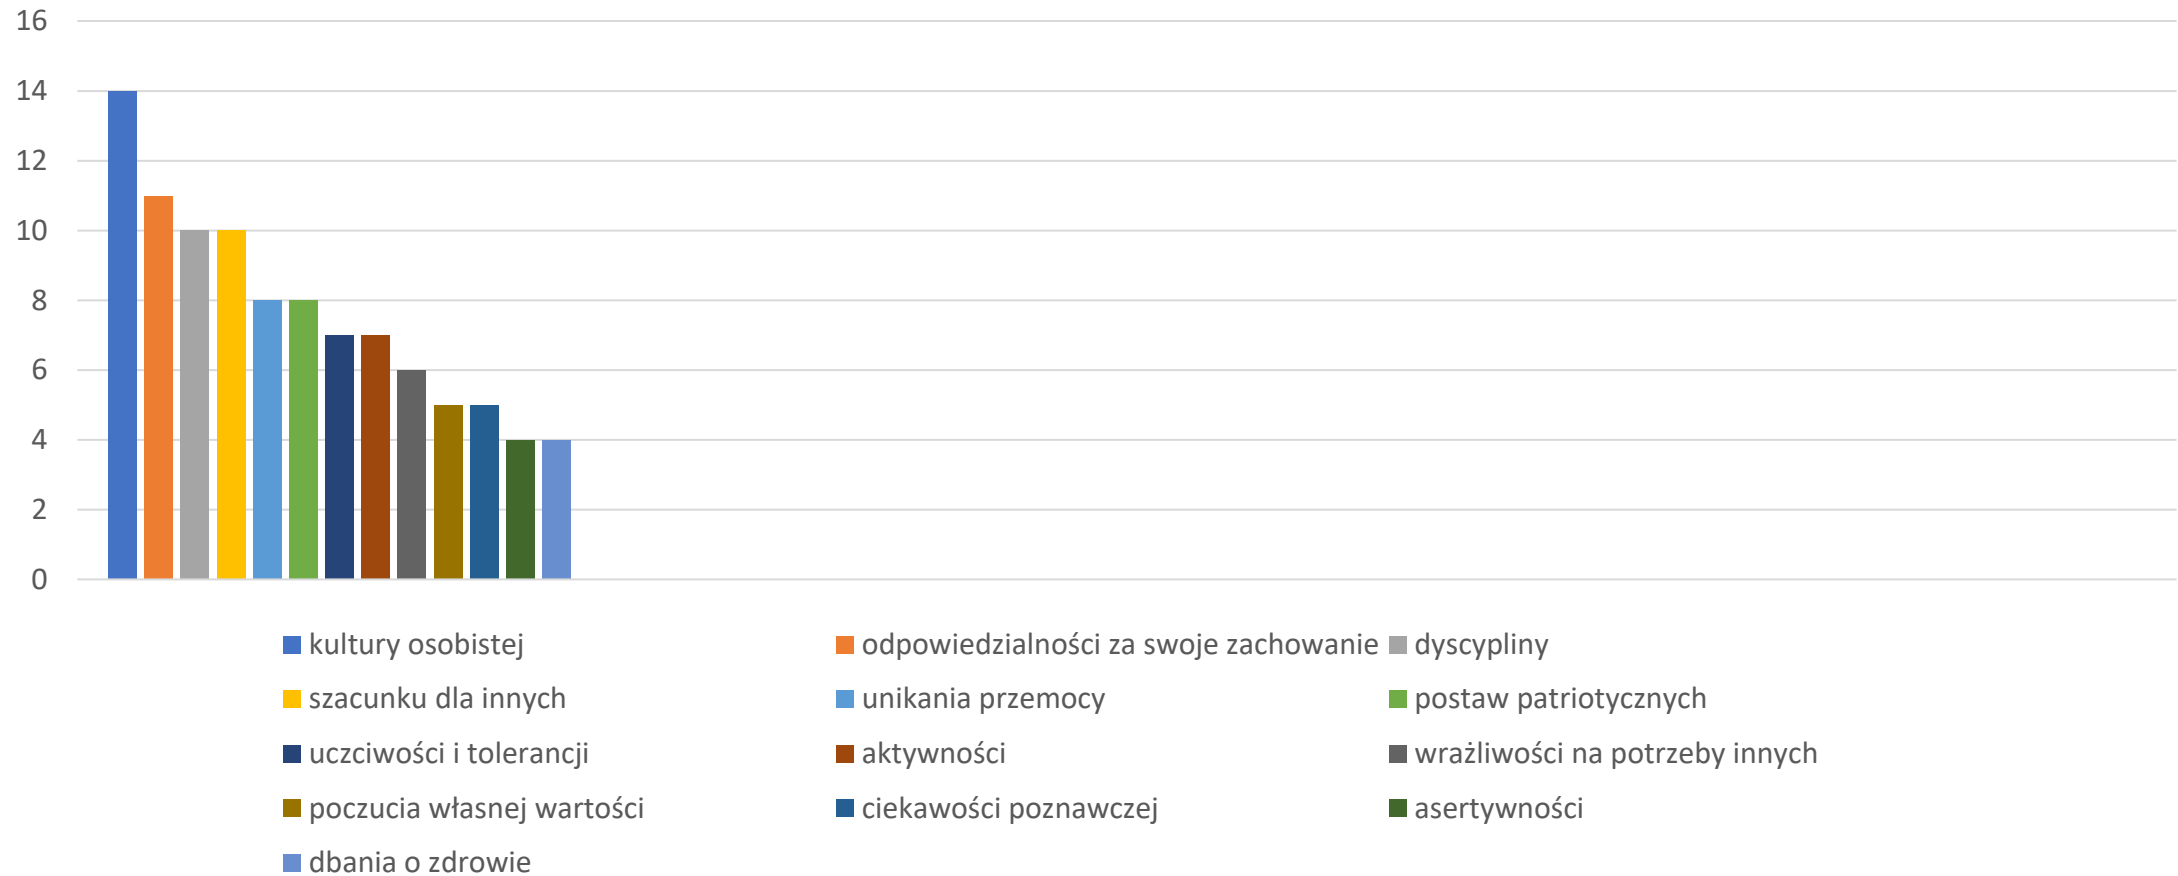 16
14
12
10
8
6
4
2
0
kultury osobistej
odpowiedzialności za swoje zachowanie
dyscypliny
szacunku dla innych
unikania przemocy
postaw patriotycznych
uczciwości i tolerancji
aktywności
wrażliwości na potrzeby innych
poczucia własnej wartości
ciekawości poznawczej
asertywności
dbania o zdrowie